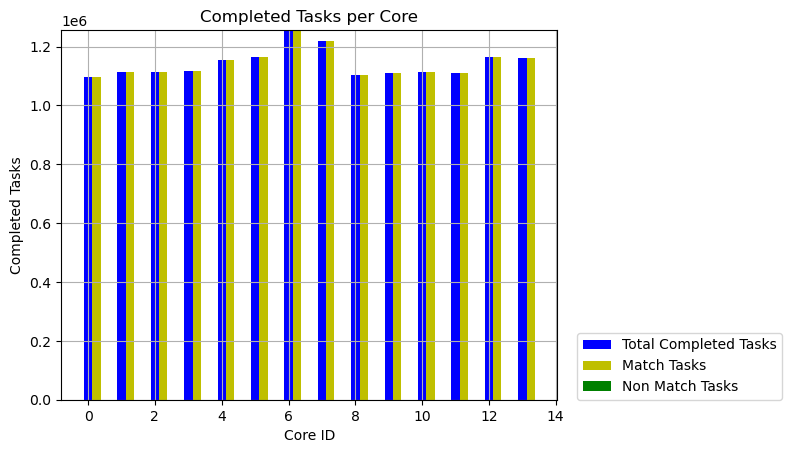 Completed Tasks per Core
1e6
1.2
1.0
0.8
0.6
0.4
0.2
0.0
Completed Tasks
0 2 4 6 8 10 12 14
Core ID
Total Completed Tasks
Match Tasks
Non Match Tasks